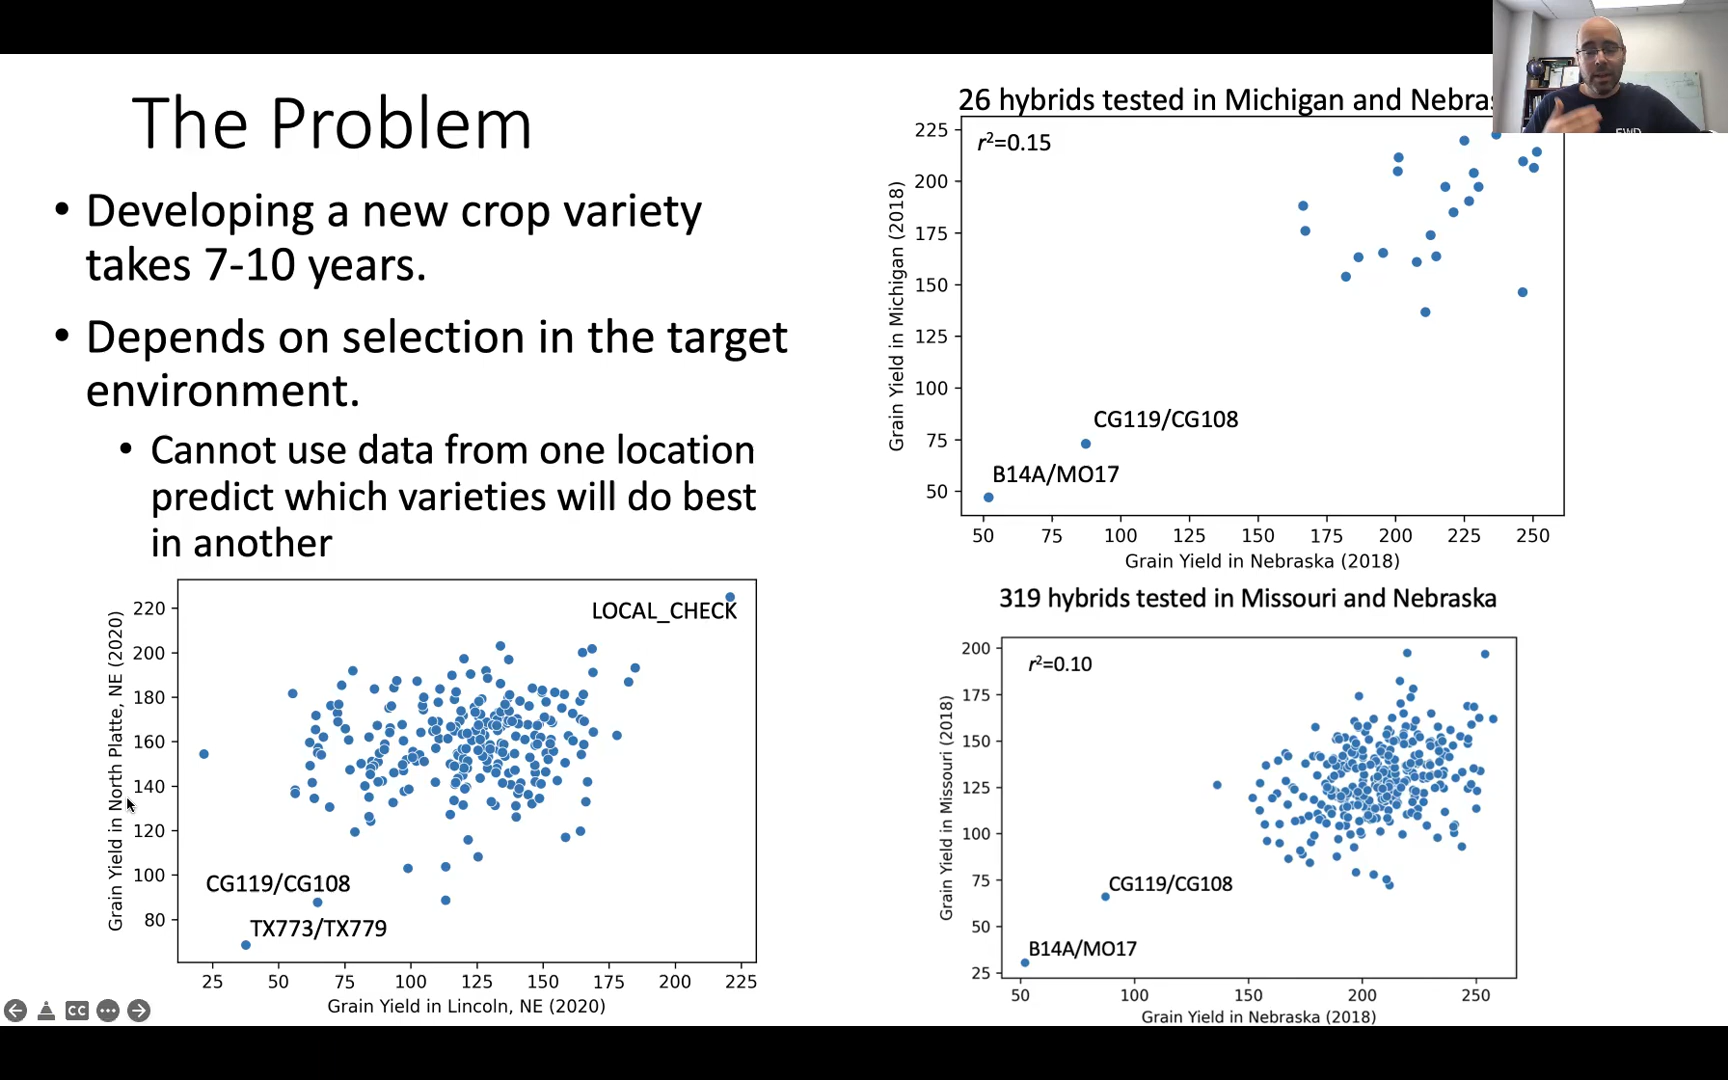 The Problem
• Developing a new crop variety
takes 7-10 years.
• Depends on selection in the target
environment.
• Cannot use data from one location
predict which varieties will do best
in another
220
200
180
160
140
120
100
80
Grain Yield in North Platte, NE (2020)
LOCAL_CHECK
CG119/CG108
TX773/TX779
25 50 75 100 125 150 175 200 225
Grain Yield in Lincoln, NE (2020)
CC
26 hybrids tested in Michigan and
r²=0.15
225
200
175
150
125
100
75
50
Grain Yield in Michigan (2018)
CG119/CG108
B14A/MO17
50 75 100 125 150 175 200 225 250
Grain Yield in Nebraska (2018)
319 hybrids tested in Missouri and Nebraska
r²=0.10
200
175
150
125
100
75
50
25
Grain Yield in Missouri (2018)
CG119/CG108
B14A/MO17
50 100 150 200 250
Grain Yield in Nebraska (2018)